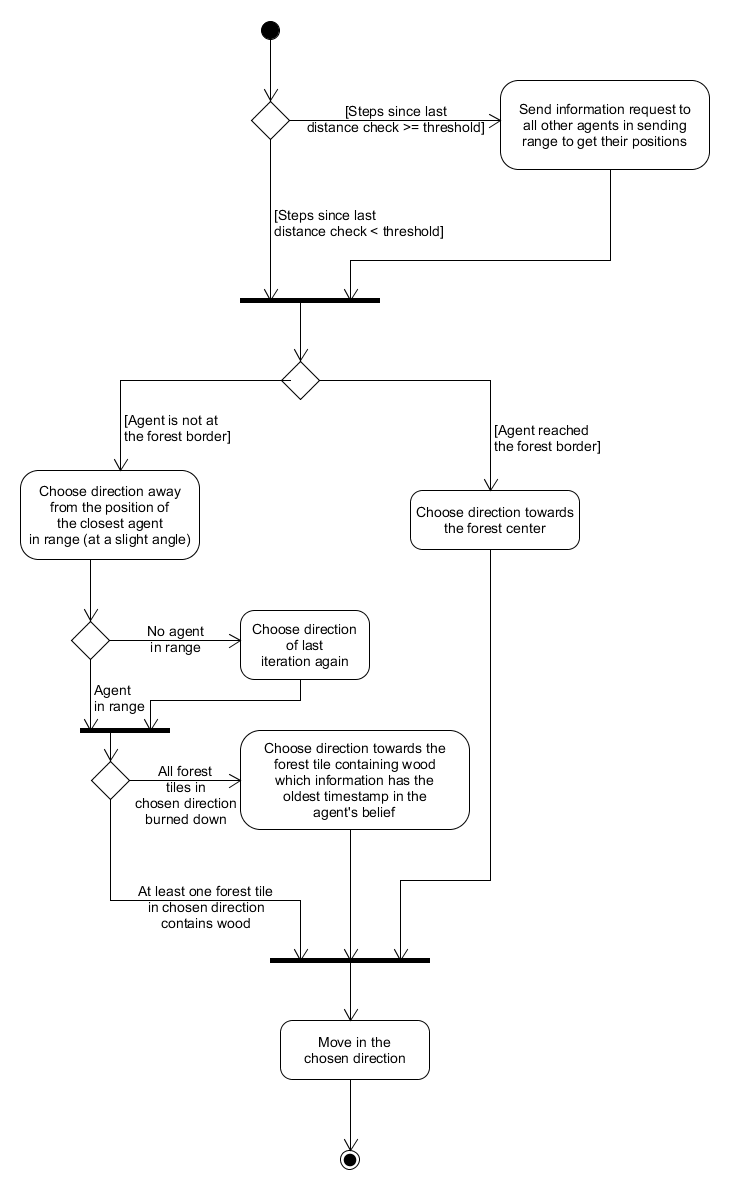 [Steps since last
distance check >= threshold]
Send information request to
all other agents in sending
range to get their positions
[Steps since last
distance check < threshold]
[Agent is not at
the forest border]
[Agent reached
the forest border]
Choose direction away
from the position of
the closest agent
in range (at a slight angle)
Choose direction towards
the forest center
No agent
in range
Choose direction
of last
iteration again
Agent
in range
All forest
tiles in
chosen direction
burned down
Choose direction towards the
forest tile containing wood
which information has the
oldest timestamp in the
agent's belief
At least one forest tile
in chosen direction
contains wood
Move in the
chosen direction